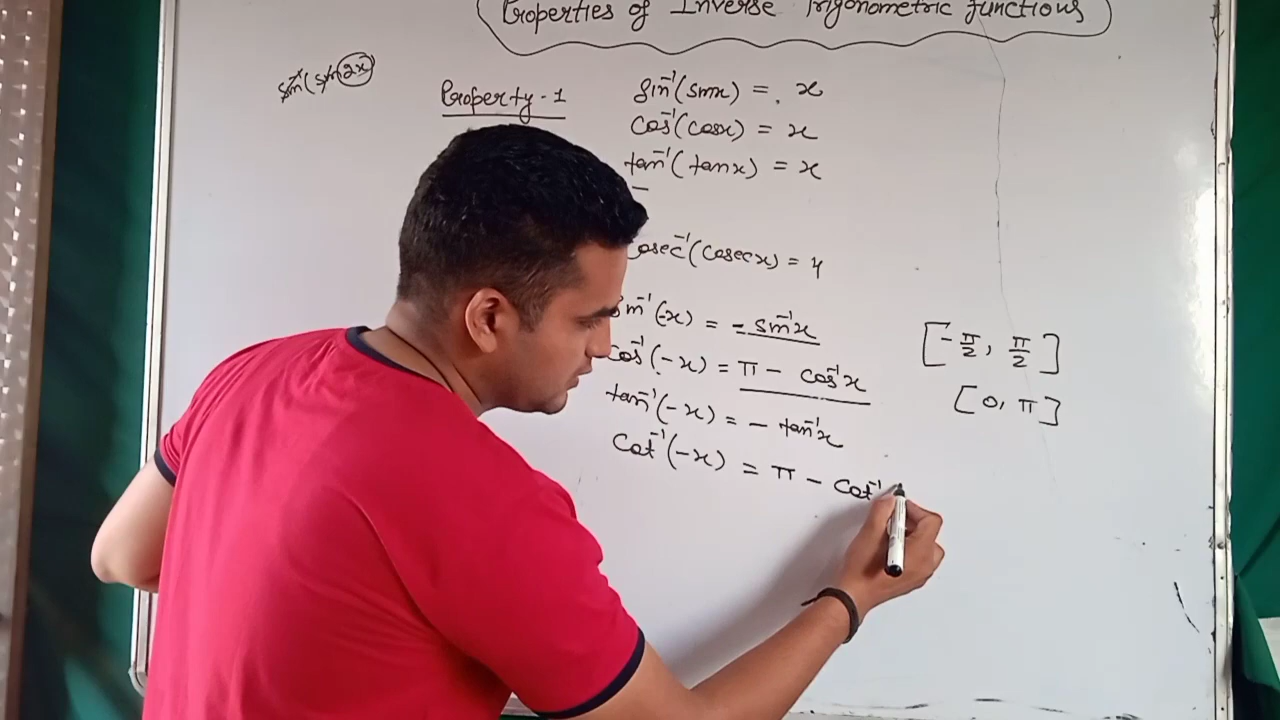 Properties of Inverse Trigonometric functions
sin⁻¹(sin 2x)
Property-1
sin⁻¹(sinx) = x
cos⁻¹(cosx) = x
tan⁻¹(tanx) = x
cosec⁻¹(cosecx) = x
sin⁻¹(-x) = - sin⁻¹x
cos⁻¹(-x) = π - cos⁻¹x
tan⁻¹(-x) = - tan⁻¹x
cot⁻¹(-x) = π - cot⁻¹
[-π/2, π/2]
[0, π]